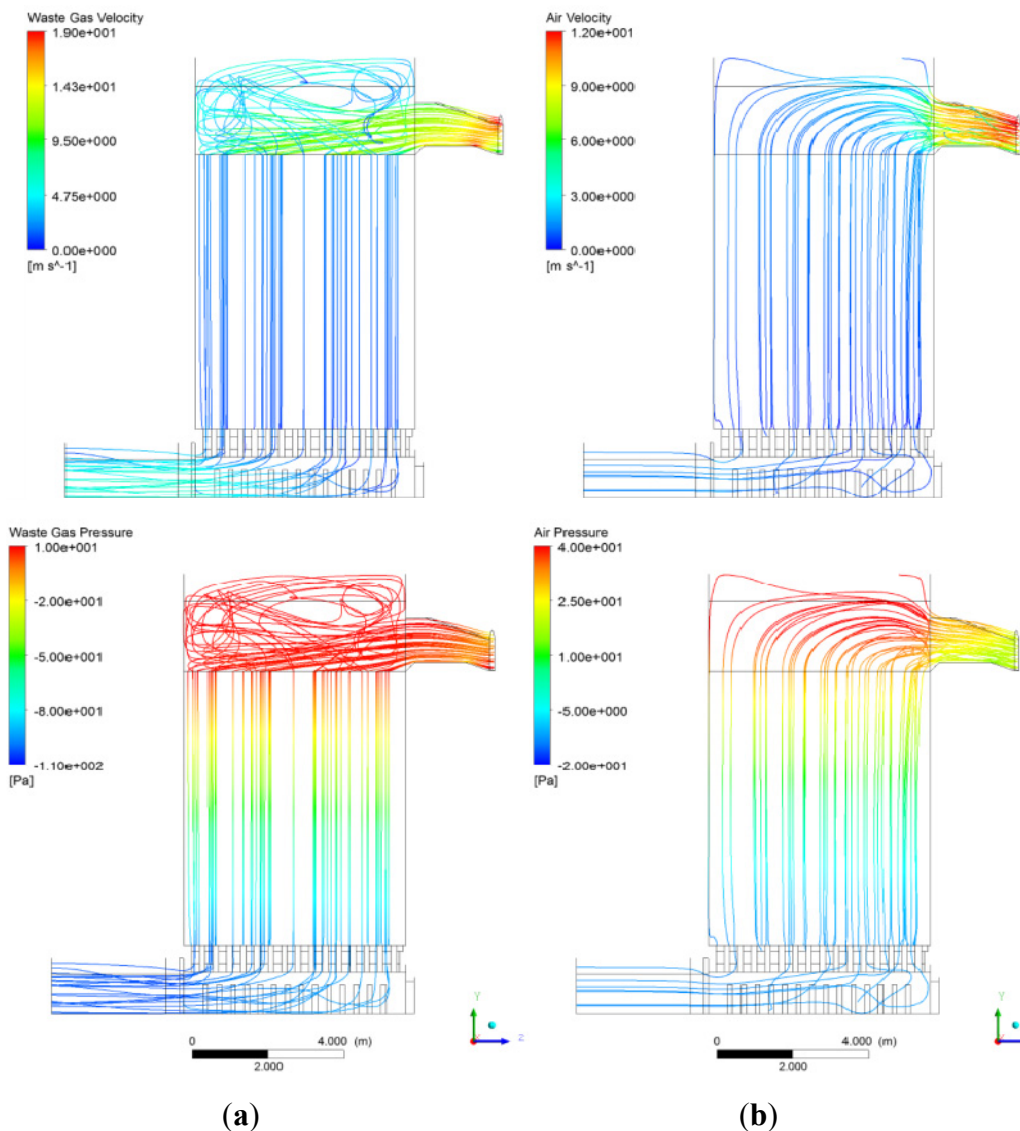 Waste Gas Velocity
1.90e+001
1.43e+001
9.50e+000
4.75e+000
0.00e+000
[m s^-1]
Air Velocity
1.20e+001
9.00e+000
6.00e+000
3.00e+000
0.00e+000
[m s^-1]
Waste Gas Pressure
1.00e+001
-2.00e+001
-5.00e+001
-8.00e+001
-1.10e+002
[Pa]
Air Pressure
4.00e+001
2.50e+001
1.00e+001
-5.00e+000
-2.00e+001
[Pa]
Y
Z
0 4.000 (m)
2.000
Y
0 4.000 (m)
2.000
(a)
(b)